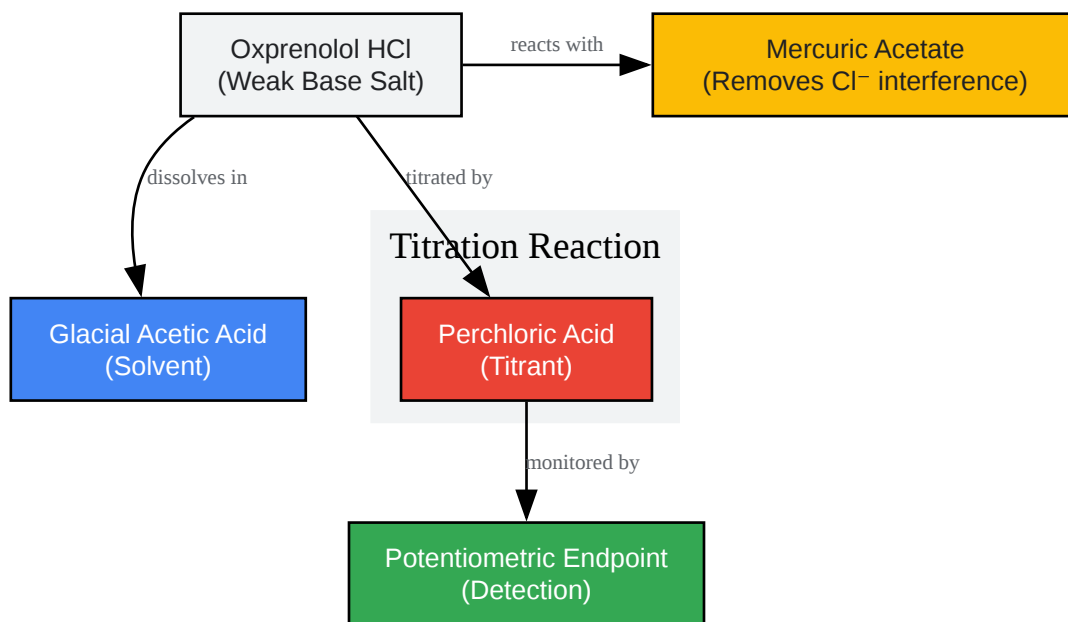 Oxprenolol HCl
(Weak Base Salt)
reacts with
Mercuric Acetate
(Removes Cl⁻ interference)
dissolves in
titrated by
Titration Reaction
Glacial Acetic Acid
(Solvent)
Perchloric Acid
(Titrant)
monitored by
Potentiometric Endpoint
(Detection)